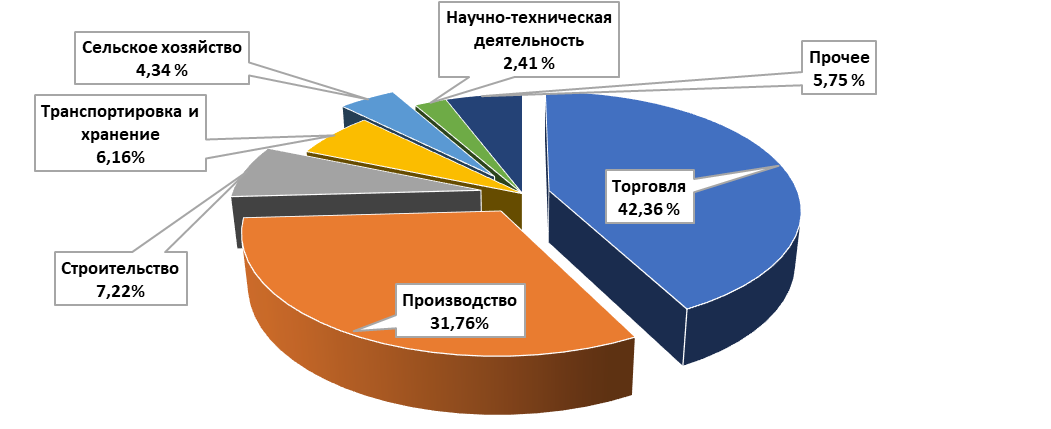 Научно-техническая
деятельность
2,41 %
Сельское хозяйство
4,34 %
Прочее
5,75 %
Транспортировка и
хранение
6,16%
Торговля
42,36 %
Строительство
7,22%
Производство
31,76%